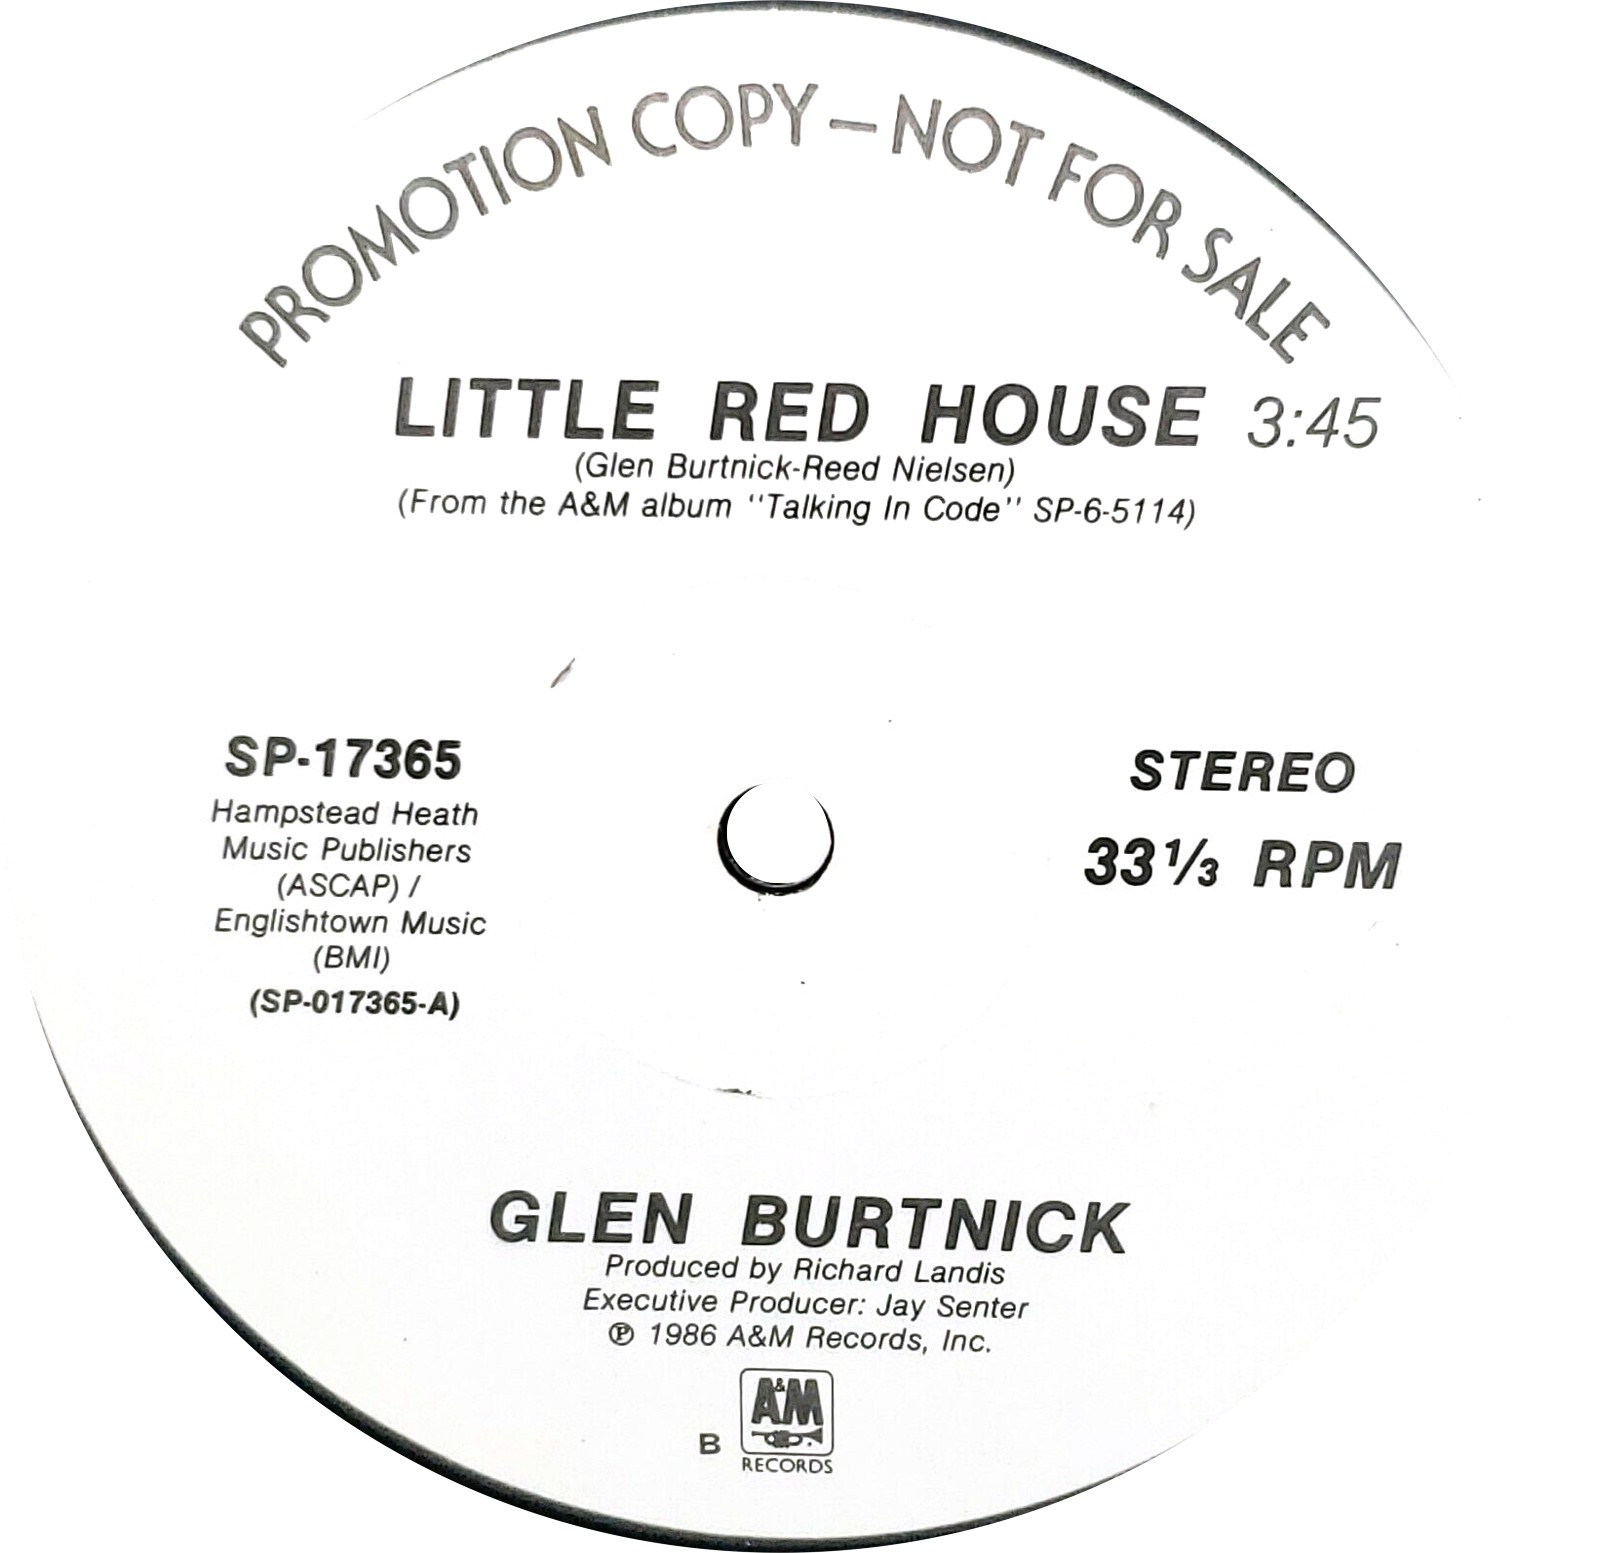 PROMOTION COPY — NOT FOR SALE
LITTLE RED HOUSE 3:45
(Glen Burtnick-Reed Nielsen)
(From the A&M album "Talking In Code" SP-6-5114)
SP-17365
Hampstead Heath
Music Publishers
(ASCAP) /
Englishtown Music
(BMI)
(SP-017365-A)
STEREO
33 1/3 RPM
GLEN BURTNICK
Produced by Richard Landis
Executive Producer: Jay Senter
℗ 1986 A&M Records, Inc.
B
A&M
RECORDS